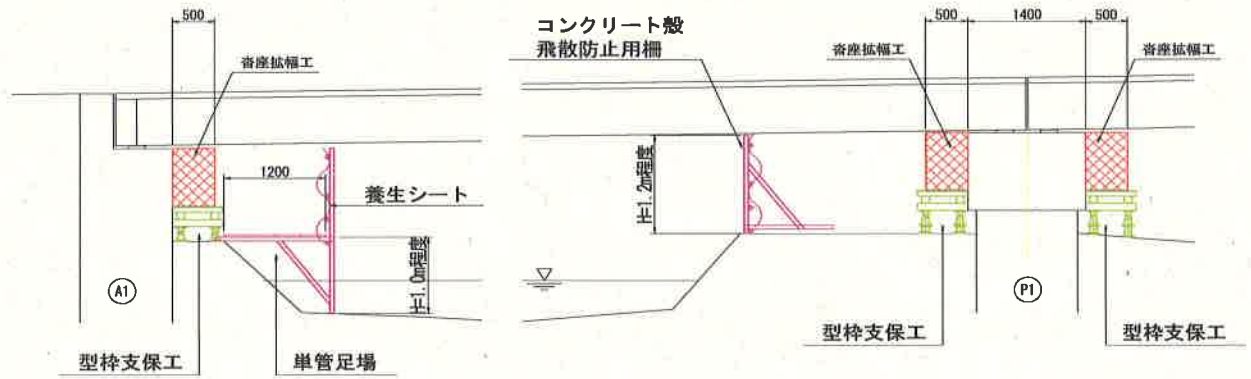 500
沓座拡幅工
1200
養生シート
H=1.0m程度
A1
型枠支保工
単管足場
コンクリート殻
飛散防止用柵
500
1400
500
沓座拡幅工
沓座拡幅工
H=1.2m程度
P1
型枠支保工
型枠支保工